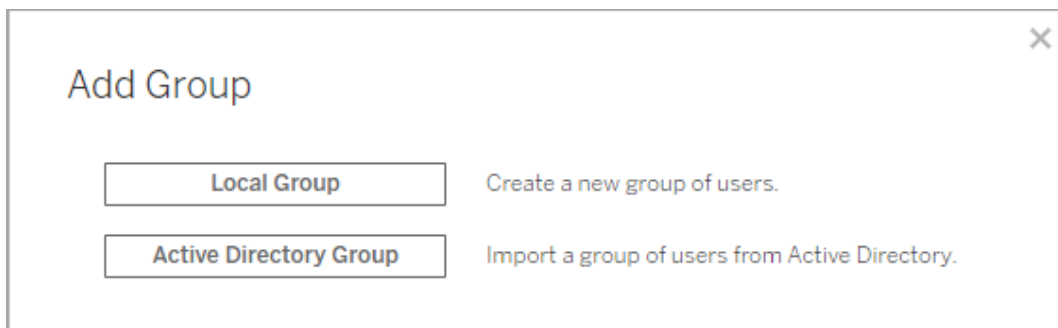 Add Group
Local Group Create a new group of users.
Active Directory Group Import a group of users from Active Directory.